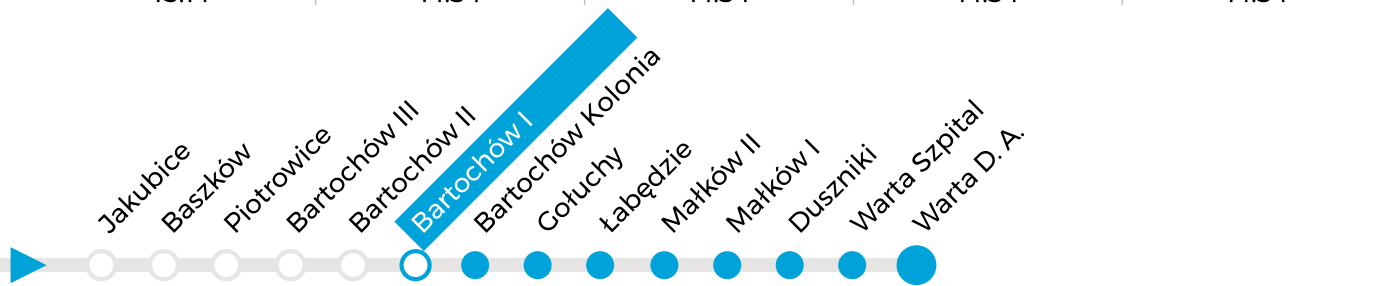 Jakubice
Baszków
Piotrowice
Bartochów III
Bartochów II
Bartochów I
Bartochów Kolonia
Gołuchy
Łabędzie
Małków II
Małków I
Duszniki
Warta Szpital
Warta D. A.